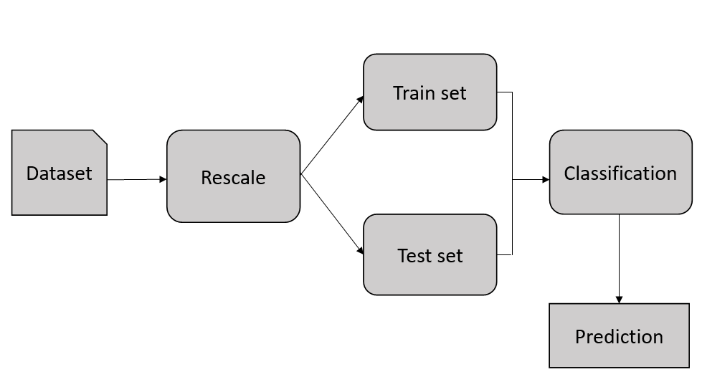 Dataset
Rescale
Train set
Test set
Classification
Prediction